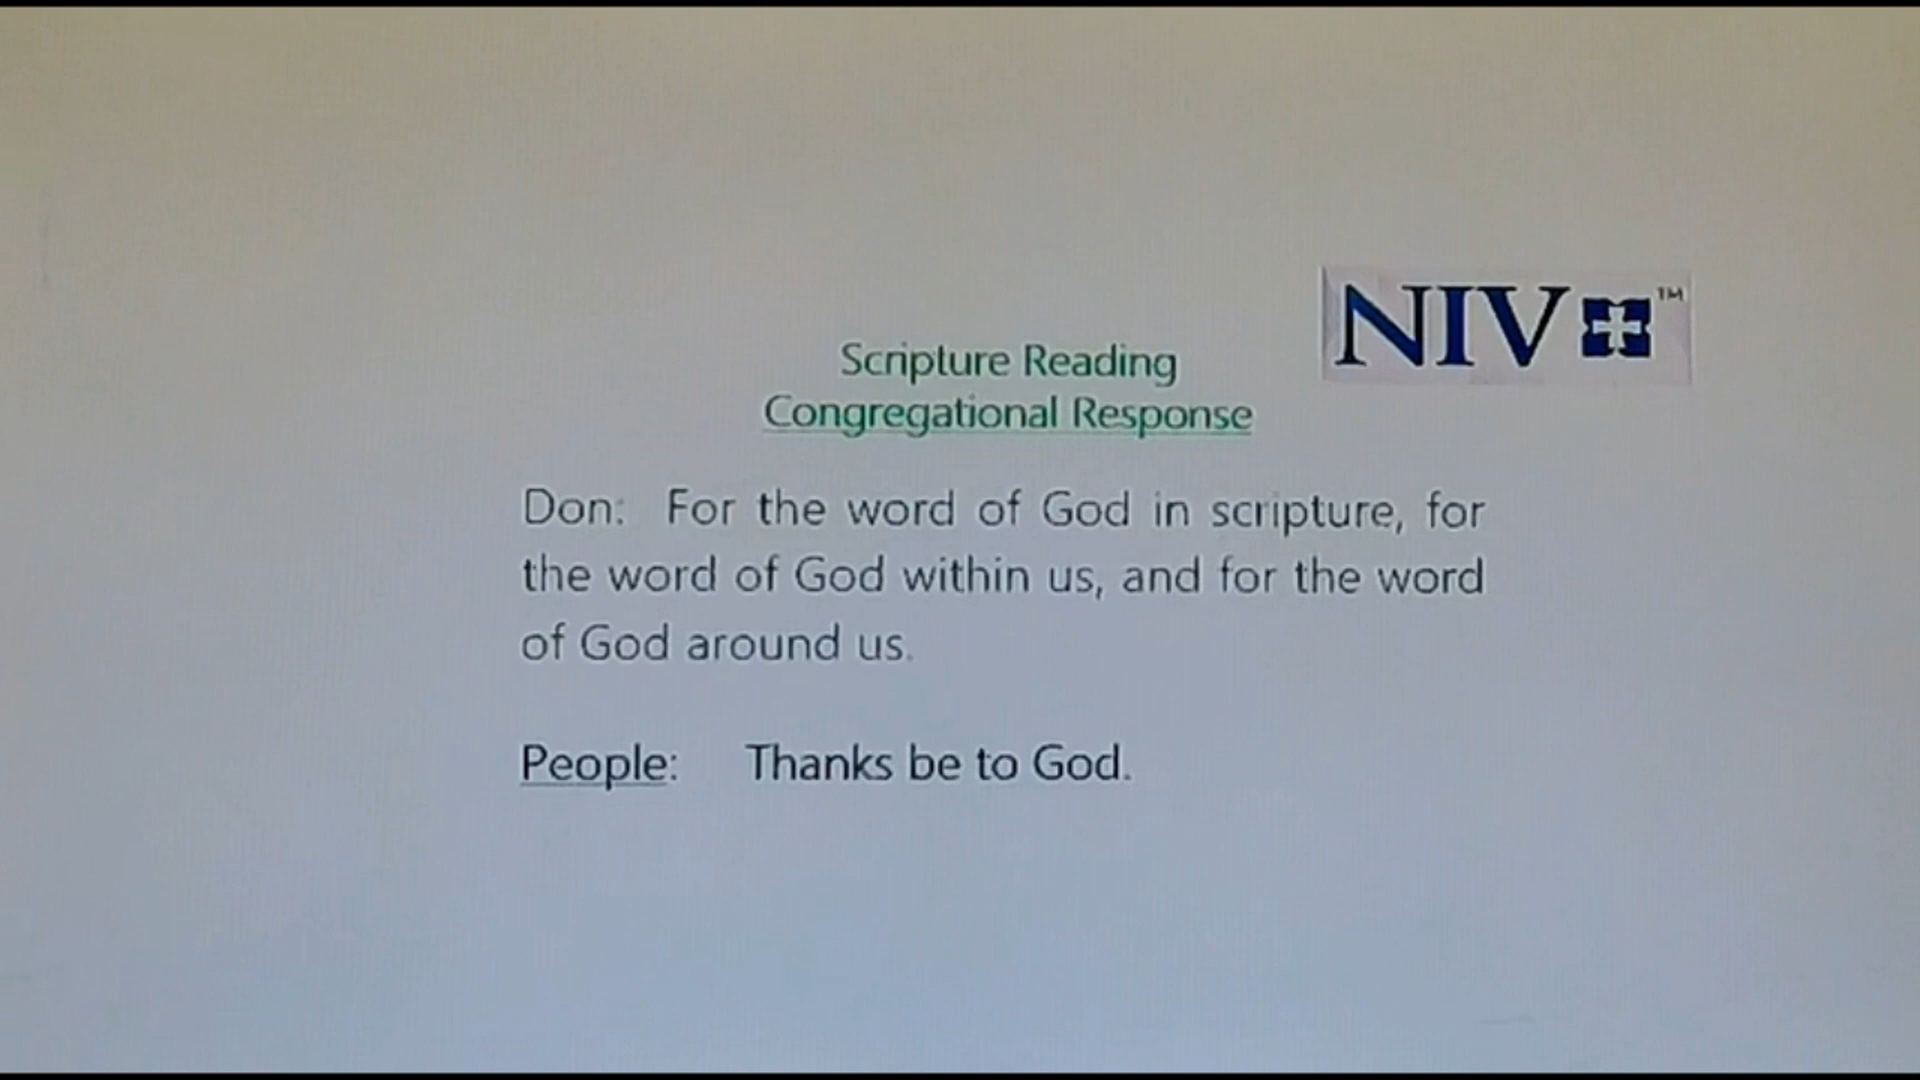 NIV™
Scripture Reading
Congregational Response
Don: For the word of God in scripture, for
the word of God within us, and for the word
of God around us.
People: Thanks be to God.